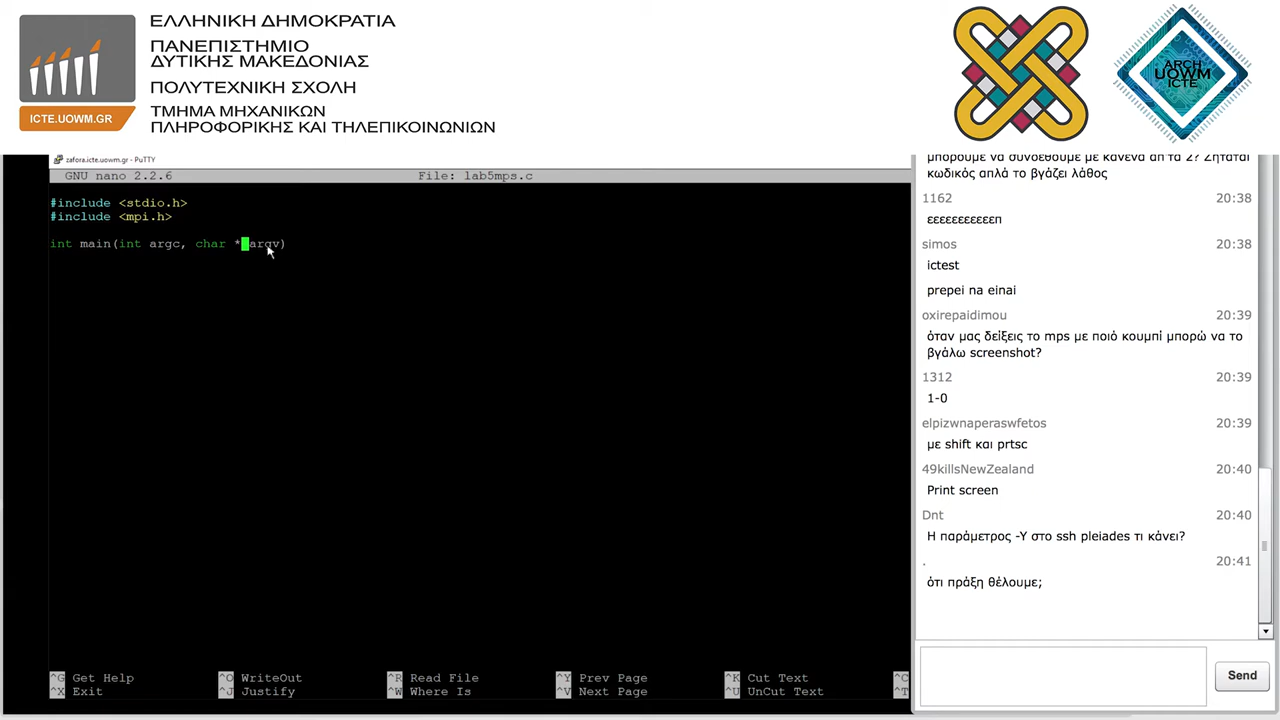 ΕΛΛΗΝΙΚΗ ΔΗΜΟΚΡΑΤΙΑ
ΠΑΝΕΠΙΣΤΗΜΙΟ
ΔΥΤΙΚΗΣ ΜΑΚΕΔΟΝΙΑΣ
ΠΟΛΥΤΕΧΝΙΚΗ ΣΧΟΛΗ
ΤΜΗΜΑ ΜΗΧΑΝΙΚΩΝ
ΠΛΗΡΟΦΟΡΙΚΗΣ ΚΑΙ ΤΗΛΕΠΙΚΟΙΝΩΝΙΩΝ
ICTE.UOWM.GR
ARCH
UOWM
ICTE
zafora.icte.uowm.gr - PuTTY
GNU nano 2.2.6 File: lab5mps.c
#include <stdio.h>
#include <mpi.h>
int main(int argc, char * argv)
^G Get Help ^O WriteOut ^R Read File ^Y Prev Page ^K Cut Text ^C
^X Exit ^J Justify ^W Where Is ^V Next Page ^U UnCut Text ^T
μπορούμε να συνδεθούμε με κανένα απ τα 2? Ζητάται
κωδικός απλά το βγάζει λάθος
1162 20:38
εεεεεεεεεεεπ
simos 20:38
ictest
prepei na einai
oxirepaidimou 20:39
όταν μας δείξεις το mps με ποιό κουμπί μπορώ να το
βγάλω screenshot?
1312 20:39
1-0
elpizwnaperaswfetos 20:39
με shift και prtsc
49killsNewZealand 20:40
Print screen
Dnt 20:40
Η παράμετρος -Y στο ssh pleiades τι κάνει?
. 20:41
ότι πράξη θέλουμε;
Send